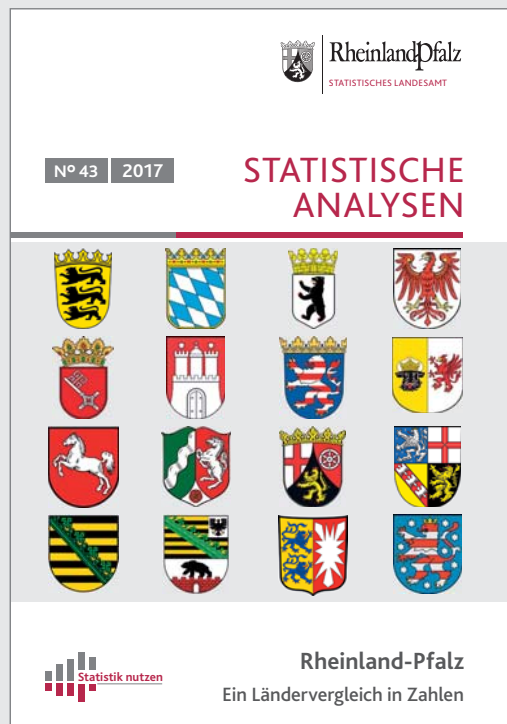 RheinlandPfalz
STATISTISCHES LANDESAMT
Nº 43 2017
STATISTISCHE
ANALYSEN
Statistik nutzen
Rheinland-Pfalz
Ein Ländervergleich in Zahlen